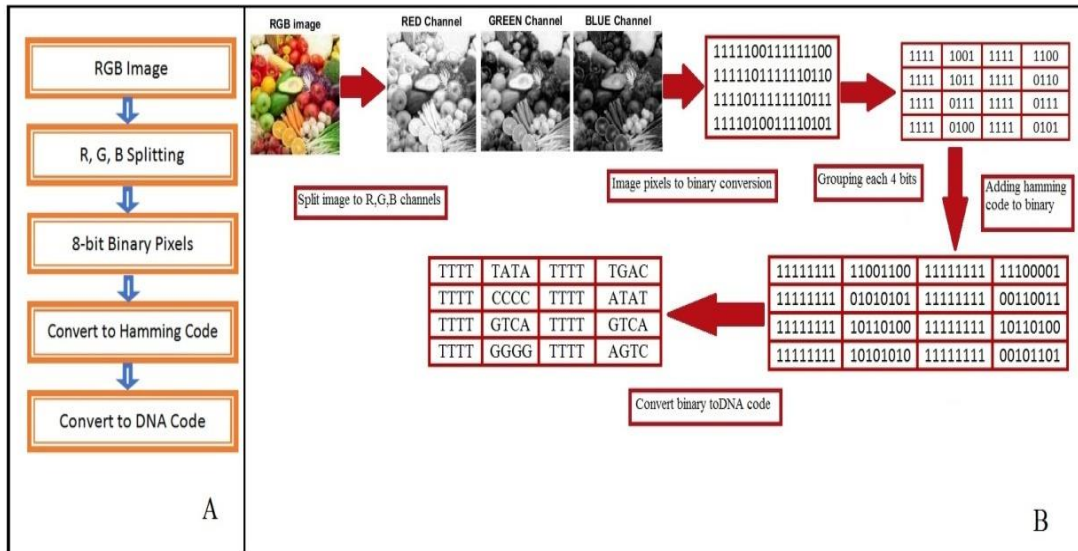 RGB Image
R, G, B Splitting
8-bit Binary Pixels
Convert to Hamming Code
Convert to DNA Code
A
RGB image
RED Channel
GREEN Channel
BLUE Channel
1111100111111100
1111101111110110
1111011111110111
1111010011110101
1111 1001 1111 1100
1111 1011 1111 0110
1111 0111 1111 0111
1111 0100 1111 0101
Split image to R,G,B channels
Image pixels to binary conversion
Grouping each 4 bits
Adding hamming
code to binary
11111111 11001100 11111111 11100001
11111111 01010101 11111111 00110011
11111111 10110100 11111111 10110100
11111111 10101010 11111111 00101101
TTTT TATA TTTT TGAC
TTTT CCCC TTTT ATAT
TTTT GTCA TTTT GTCA
TTTT GGGG TTTT AGTC
Convert binary toDNA code
B